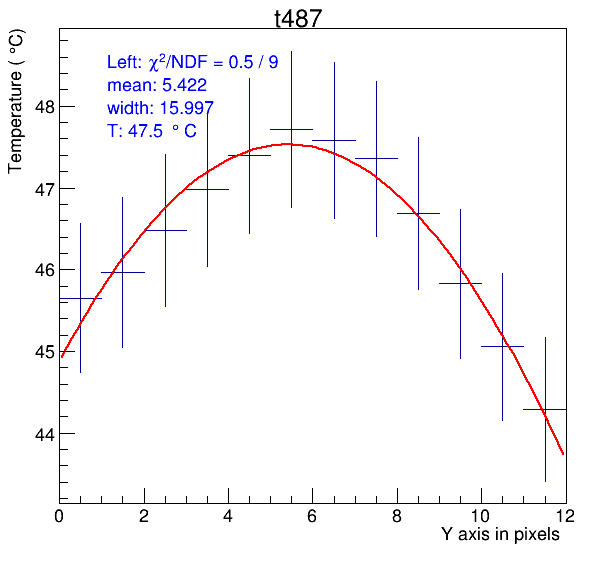 t487
Temperature ( °C)
Left: χ²/NDF = 0.5 / 9
mean: 5.422
width: 15.997
T: 47.5 ° C
48
47
46
45
44
0 2 4 6 8 10 12
Y axis in pixels